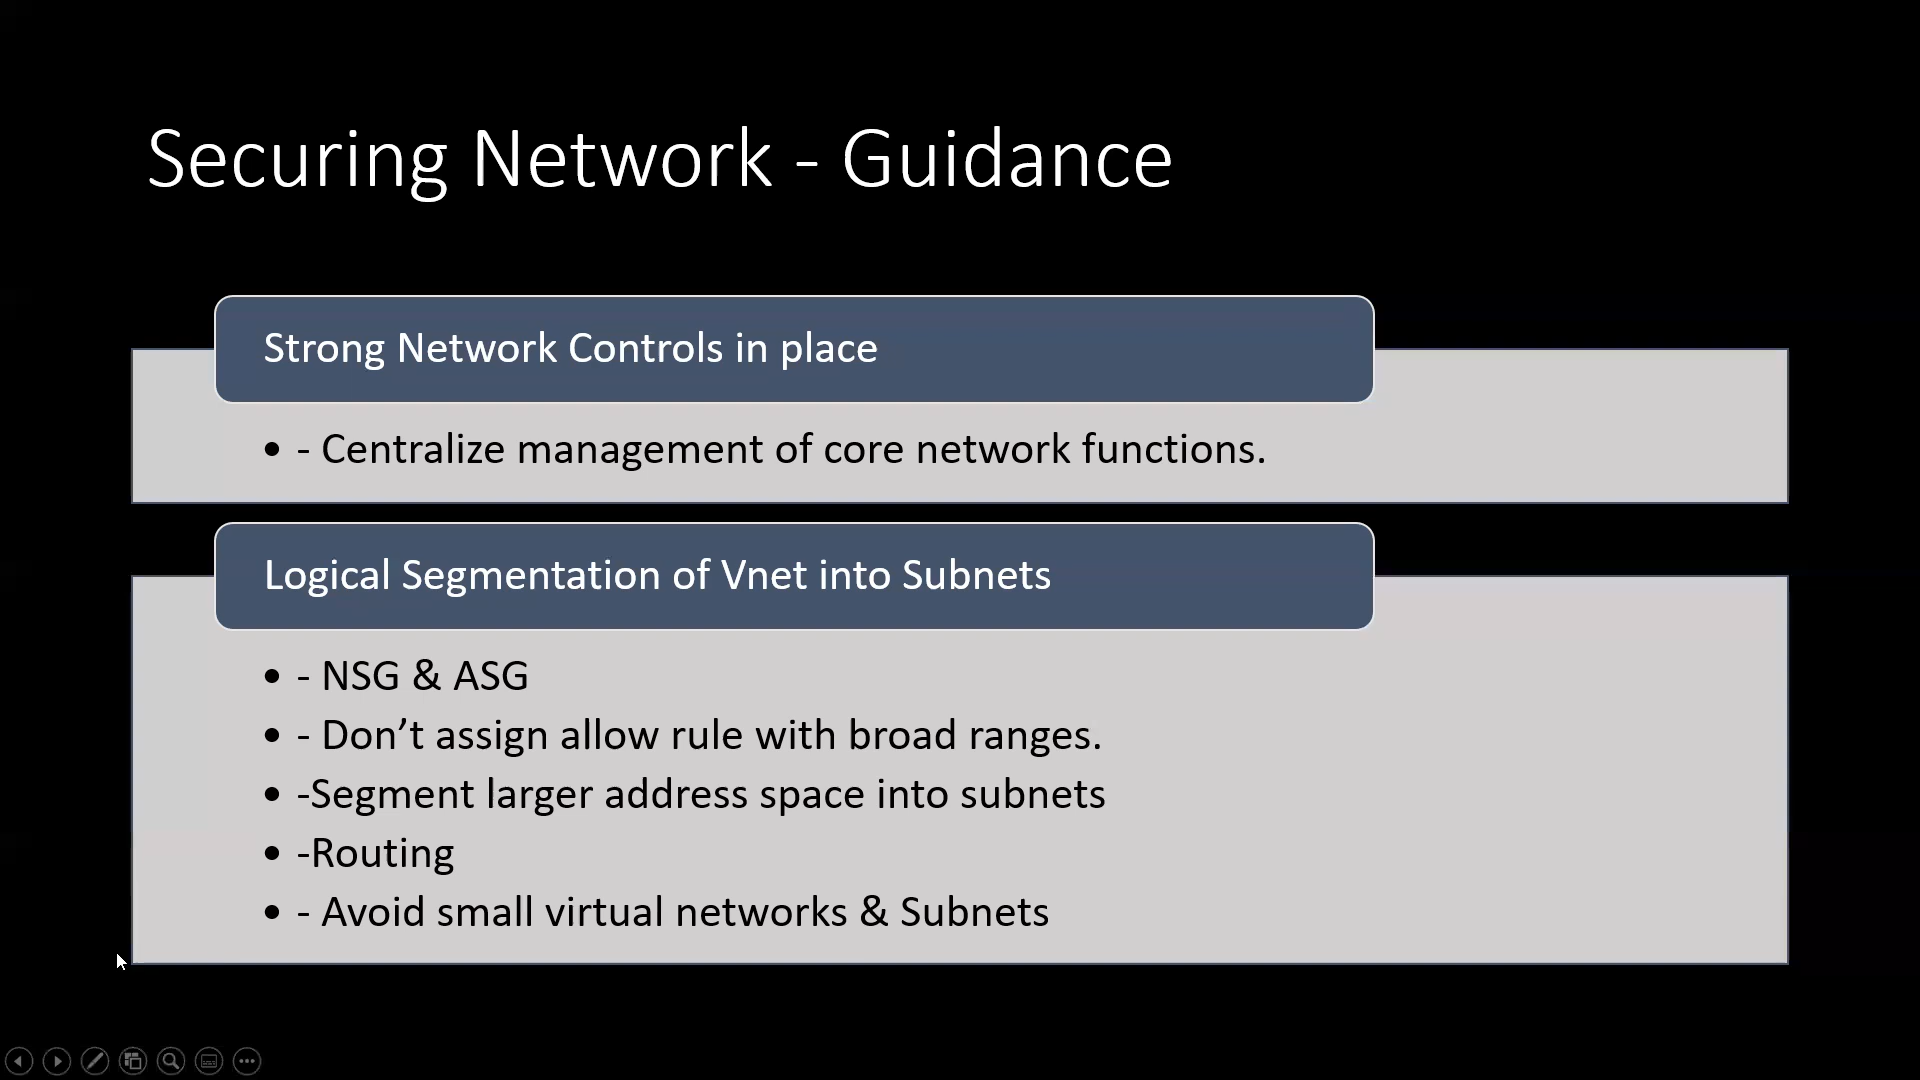 Securing Network - Guidance
Strong Network Controls in place
• - Centralize management of core network functions.
Logical Segmentation of Vnet into Subnets
• - NSG & ASG
• - Don’t assign allow rule with broad ranges.
• -Segment larger address space into subnets
• -Routing
• - Avoid small virtual networks & Subnets